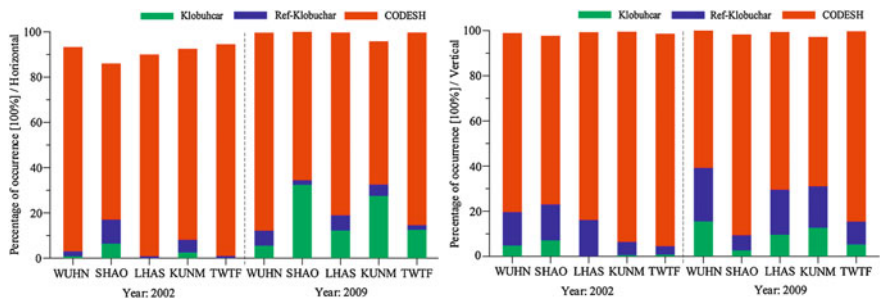 Klobuhcar Ref-Klobuchar CODESH
Percentage of occurrence [100%] / Horizontal
100
80
60
40
20
0
WUHN SHAO LHAS KUNM TWTF WUHN SHAO LHAS KUNM TWTF
Year: 2002 Year: 2009
Klobuhcar Ref-Klobuchar CODESH
Percentage of occurrence [100%] / Vertical
100
80
60
40
20
0
WUHN SHAO LHAS KUNM TWTF WUHN SHAO LHAS KUNM TWTF
Year: 2002 Year: 2009